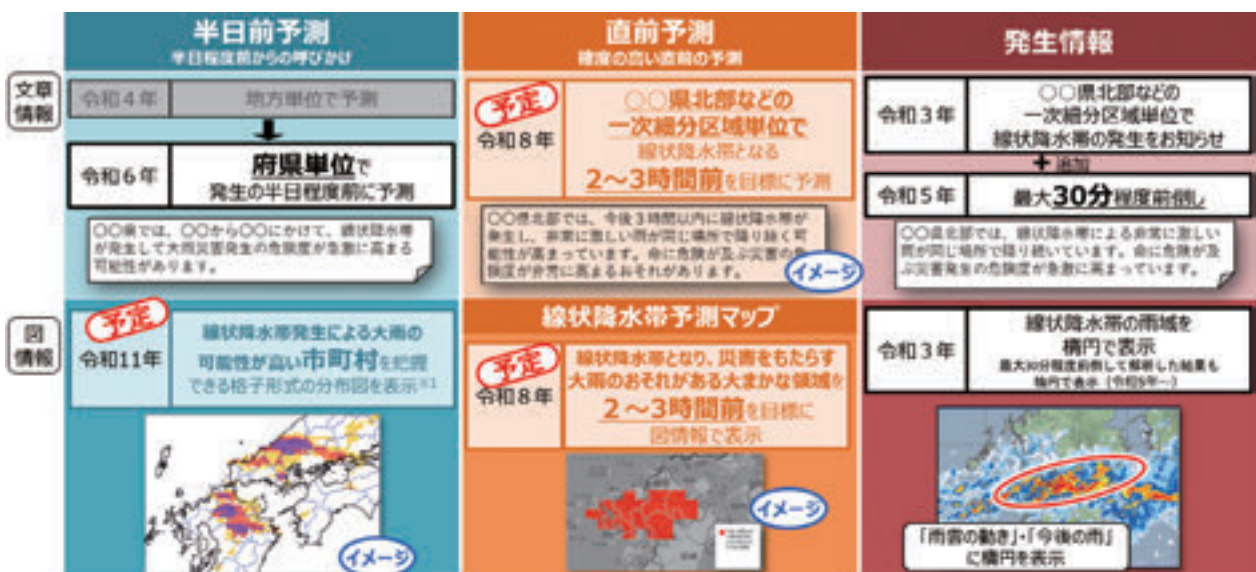 半日前予測
半日程度前からの呼びかけ
直前予測
確度の高い直前の予測
発生情報
文章
情報
令和4年
地方単位で予測
令和6年
府県単位で
発生の半日程度前に予測
〇〇県では、〇〇から〇〇にかけて、線状降水帯
が発生して大雨災害発生の危険度が急激に高まる
可能性があります。
予定
令和8年
〇〇県北部などの
一次細分区域単位で
線状降水帯となる
2～3時間前を目標に予測
〇〇県北部では、今後3時間以内に線状降水帯が
発生し、非常に激しい雨が同じ場所で降り続く可
能性が高まっています。命に危険が及ぶ災害の危
険度が非常に高まるおそれがあります。
イメージ
令和3年
〇〇県北部などの
一次細分区域単位で
線状降水帯の発生をお知らせ
+追加
令和5年
最大30分程度前倒し
〇〇県北部では、線状降水帯による非常に激しい
雨が同じ場所で降り続いています。命に危険が及
ぶ災害発生の危険度が急激に高まっています。
図
情報
予定
令和11年
線状降水帯発生による大雨の
可能性が高い市町村を把握
できる格子形式の分布図を表示※1
イメージ
線状降水帯予測マップ
予定
令和8年
線状降水帯となり、災害をもたらす
大雨のおそれがある大まかな領域を
2～3時間前を目標に
図情報で表示
イメージ
令和3年
線状降水帯の雨域を
楕円で表示
最大30分程度前倒しして解析した結果も
楕円で表示（令和5年～）
「雨雲の動き」・「今後の雨」
に楕円を表示